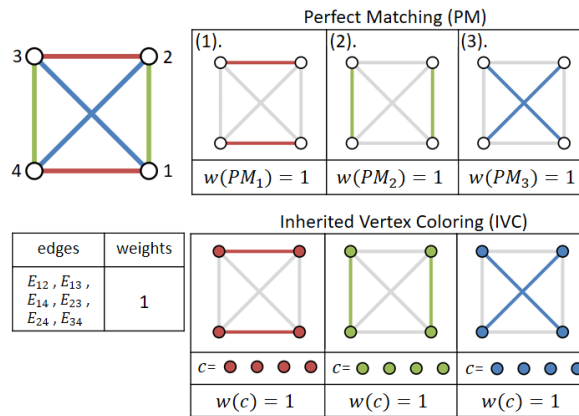 Perfect Matching (PM)
(1). (2). (3).
3 2
4 1
w(PM₁) = 1 w(PM₂) = 1 w(PM₃) = 1
Inherited Vertex Coloring (IVC)
edges weights
E₁₂ , E₁₃ ,
E₁₄ , E₂₃ ,
E₂₄ , E₃₄
1
c= c= c=
w(c) = 1 w(c) = 1 w(c) = 1